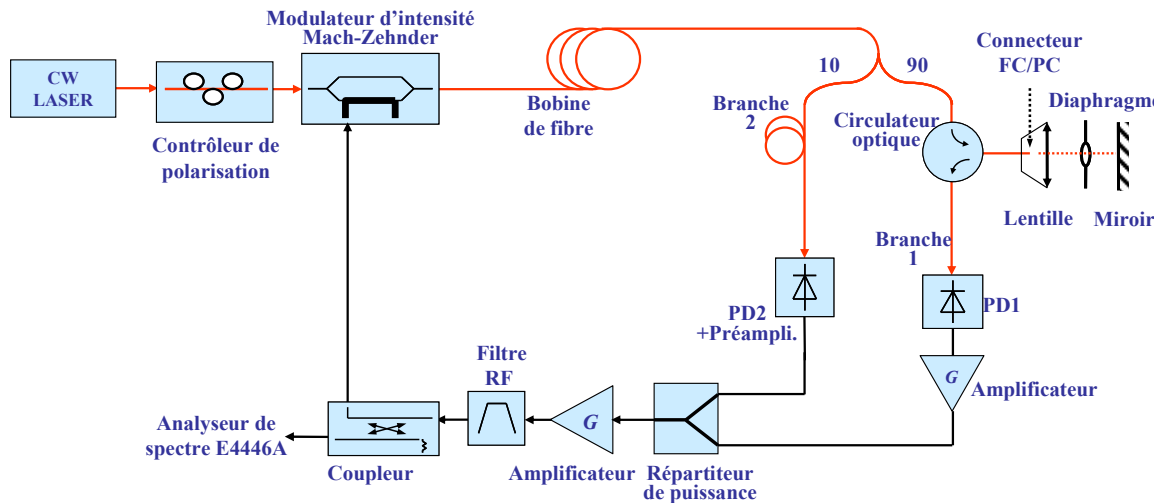 Modulateur d’intensité
Mach-Zehnder
CW
LASER
Contrôleur de
polarisation
Bobine
de fibre
10
90
Branche
2
Connecteur
FC/PC
Circulateur
optique
Diaphragme
Lentille
Miroir
Branche
1
PD2
+Préampli.
PD1
G
Amplificateur
Filtre
RF
G
Analyseur de
spectre E4446A
Coupleur
Amplificateur
Répartiteur
de puissance